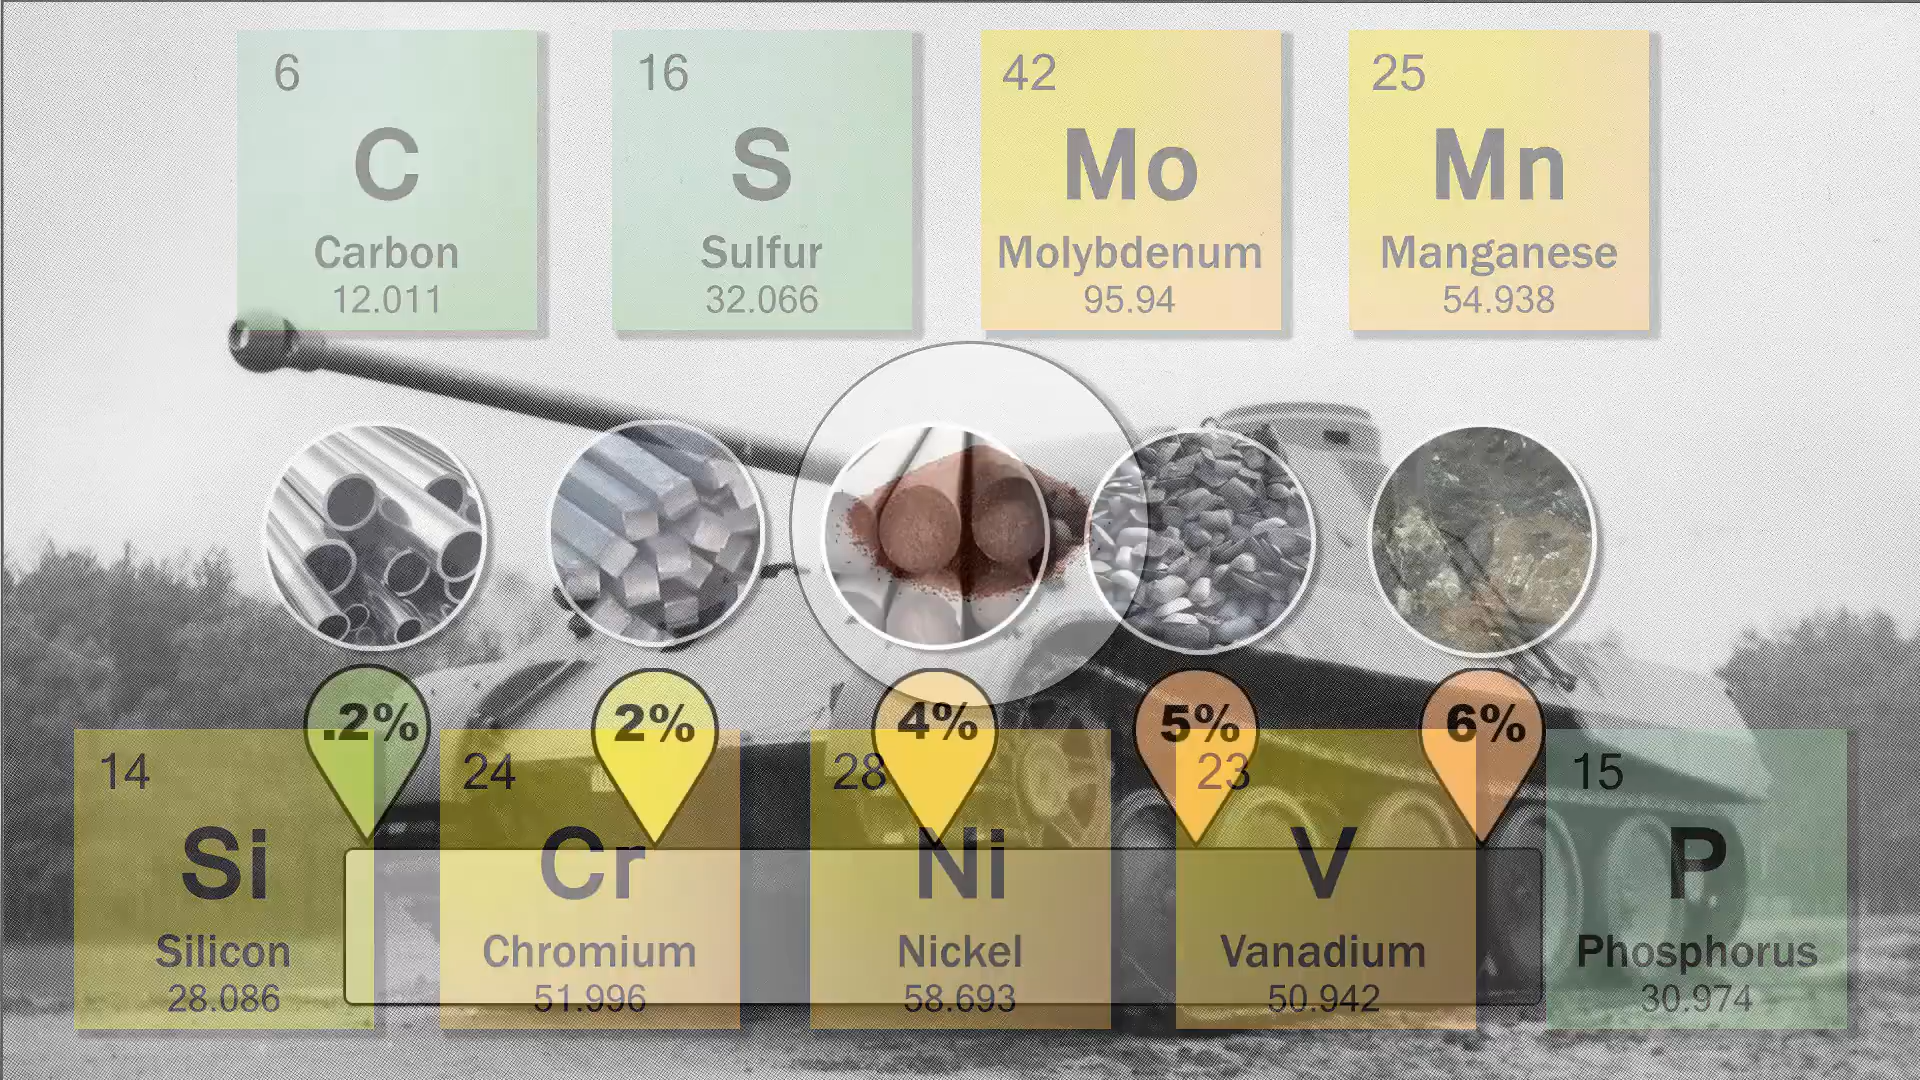 6
C
Carbon
12.011
16
S
Sulfur
32.066
42
Mo
Molybdenum
95.94
25
Mn
Manganese
54.938
.2%
2%
4%
5%
6%
14
Si
Silicon
28.086
24
Cr
Chromium
51.996
28
Ni
Nickel
58.693
23
V
Vanadium
50.942
15
P
Phosphorus
30.974